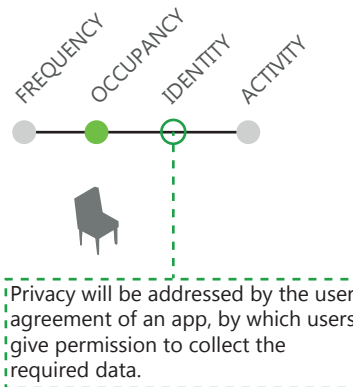 FREQUENCY
OCCUPANCY
IDENTITY
ACTIVITY
Privacy will be addressed by the user
agreement of an app, by which users
give permission to collect the
required data.